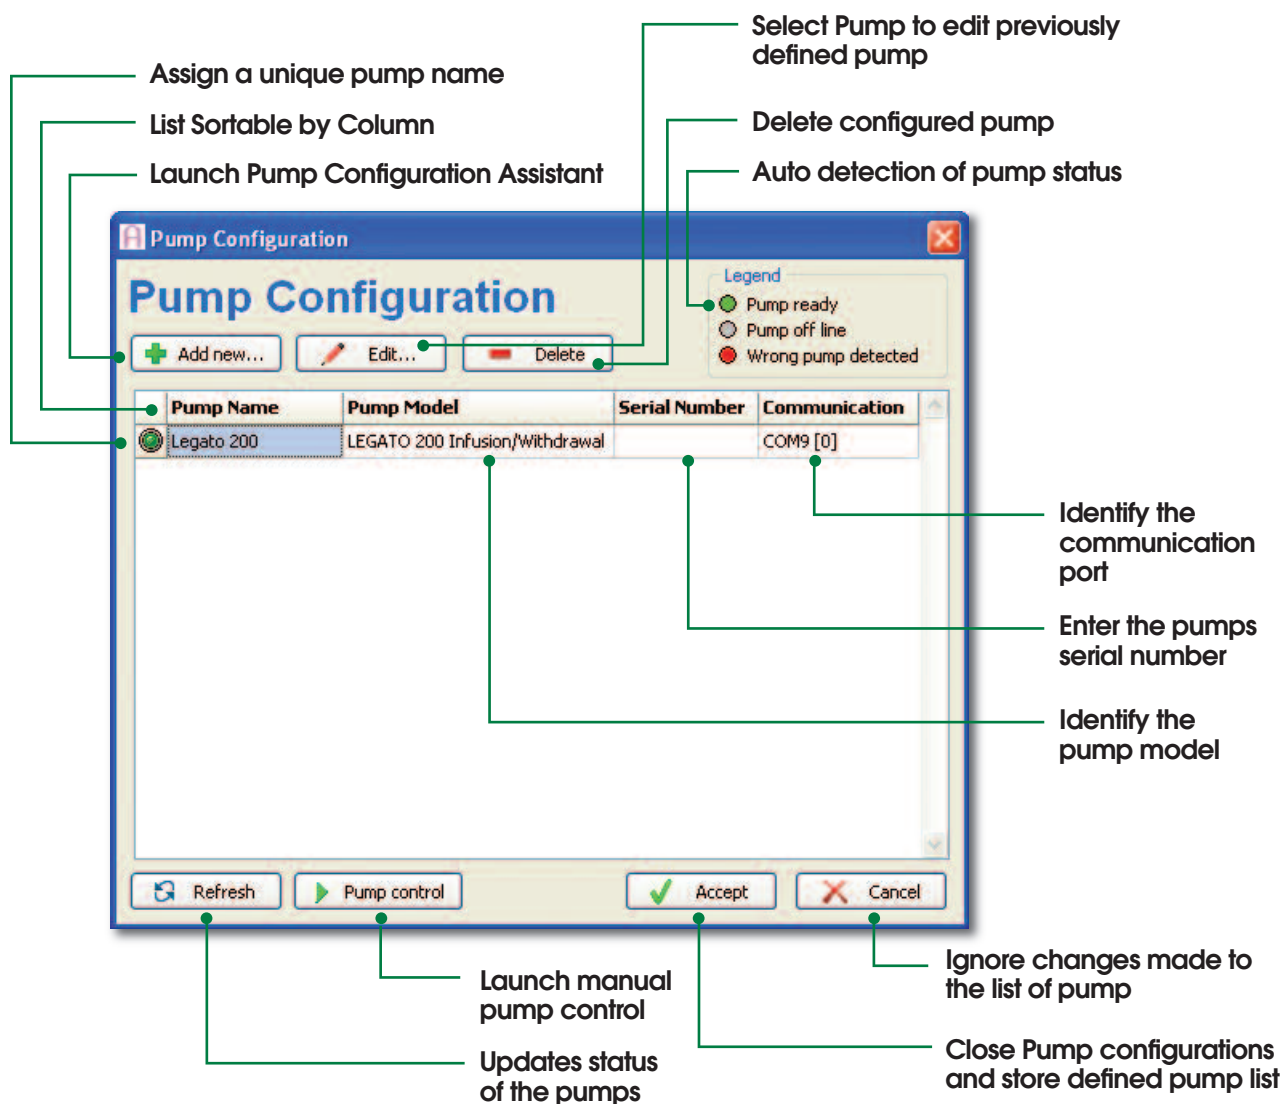 Select Pump to edit previously
defined pump
Assign a unique pump name
List Sortable by Column
Delete configured pump
Launch Pump Configuration Assistant
Auto detection of pump status
Pump Configuration
Pump Configuration
Legend
Pump ready
Pump off line
Wrong pump detected
Add new...
Edit...
Delete
Pump Name Pump Model Serial Number Communication
Legato 200 LEGATO 200 Infusion/Withdrawal COM9 [0]
Identify the
communication
port
Enter the pumps
serial number
Identify the
pump model
Refresh
Pump control
Accept
Cancel
Launch manual
pump control
Ignore changes made to
the list of pump
Updates status
of the pumps
Close Pump configurations
and store defined pump list